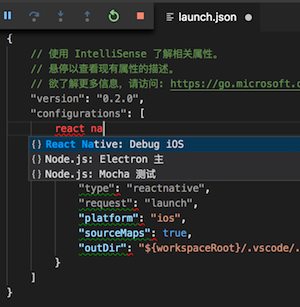 launch.json
{
// 使用 IntelliSense 了解相关属性。
// 悬停以查看现有属性的描述。
// 欲了解更多信息，请访问: https://go.microsoft.c
"version": "0.2.0",
"configurations": [
react na
{} React Native: Debug iOS
{} Node.js: Electron 主
{} Node.js: Mocha 测试
"type": "reactnative",
"request": "launch",
"platform": "ios",
"sourceMaps": true,
"outDir": "${workspaceRoot}/.vscode/.
}
]
}